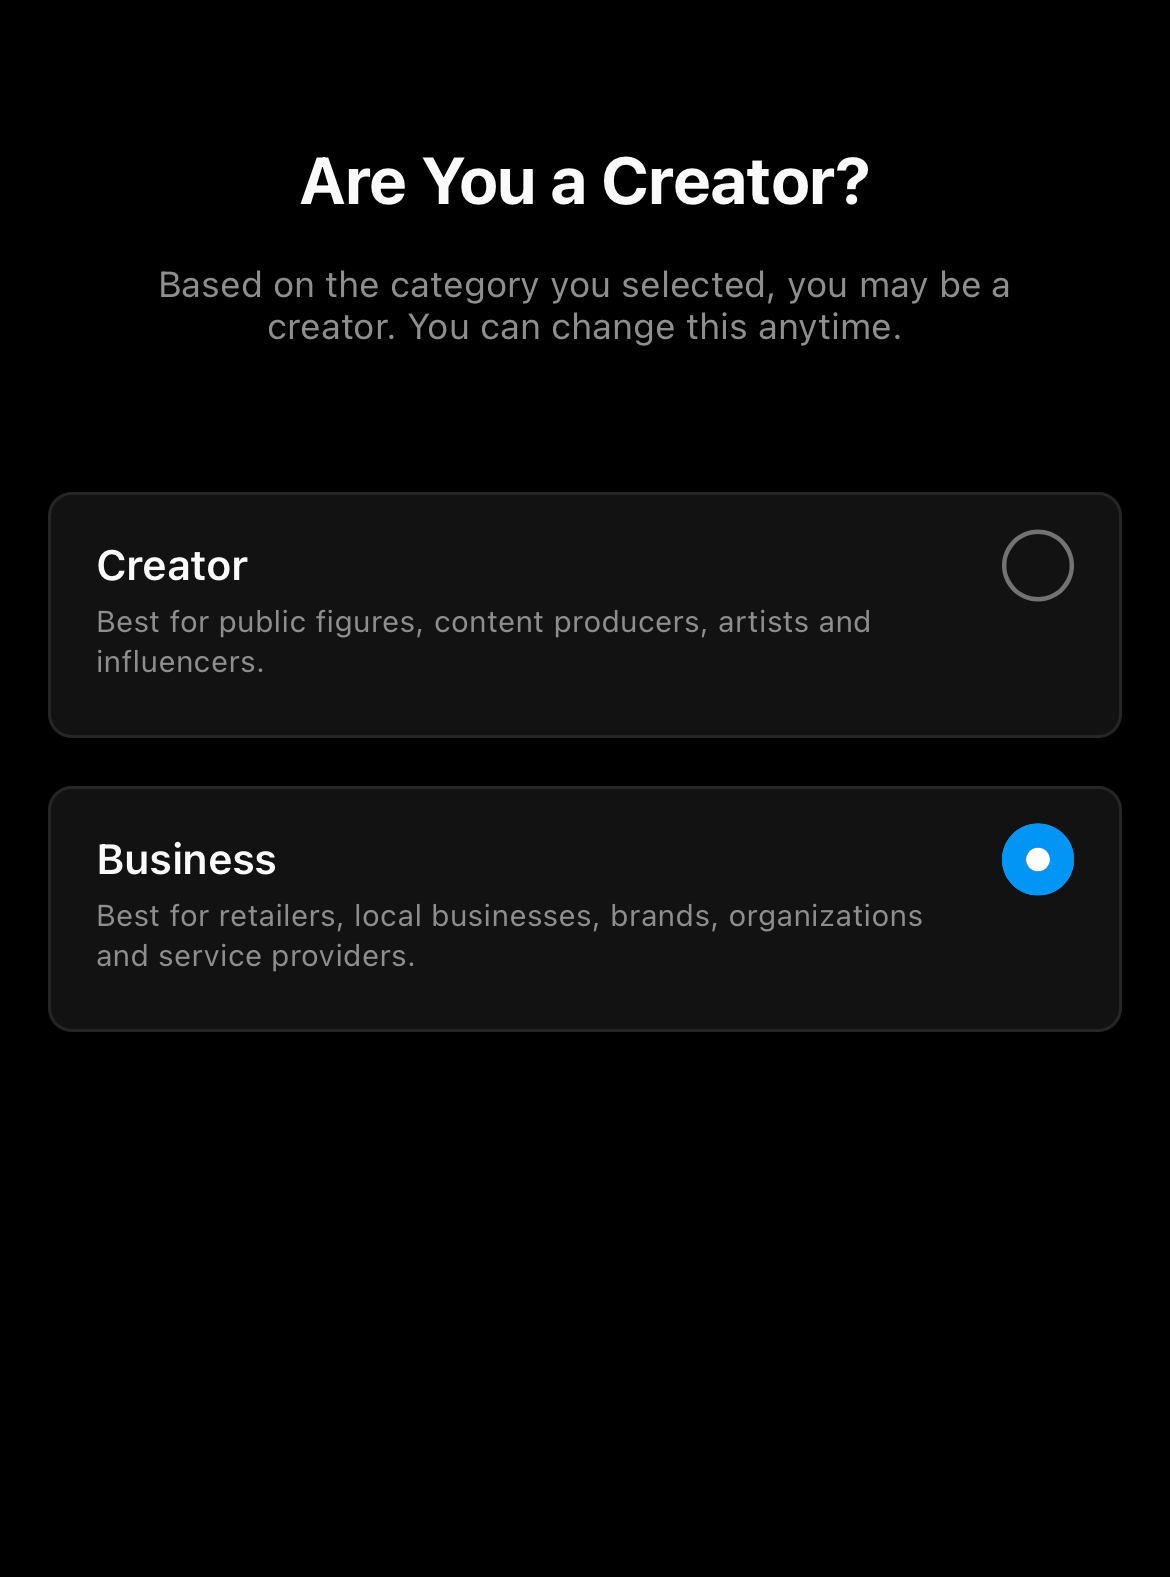 Are You a Creator?
Based on the category you selected, you may be a
creator. You can change this anytime.
Creator
Best for public figures, content producers, artists and
influencers.
Business
Best for retailers, local businesses, brands, organizations
and service providers.